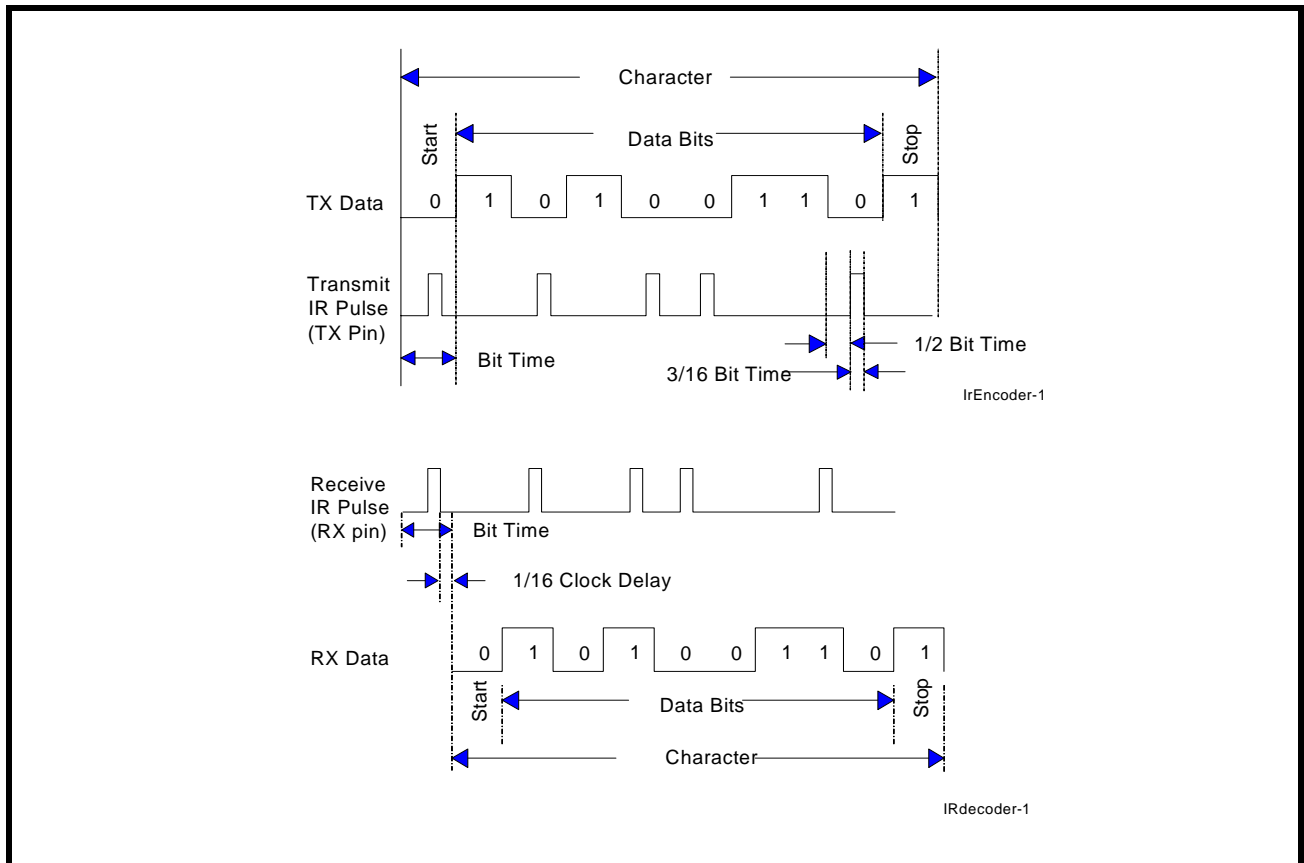 Character
Start
Data Bits
Stop
TX Data
0 1 0 1 0 0 1 1 0 1
Transmit
IR Pulse
(TX Pin)
Bit Time
1/2 Bit Time
3/16 Bit Time
IrEncoder-1
Receive
IR Pulse
(RX pin)
Bit Time
1/16 Clock Delay
RX Data
0 1 0 1 0 0 1 1 0 1
Start
Data Bits
Stop
Character
IRdecoder-1